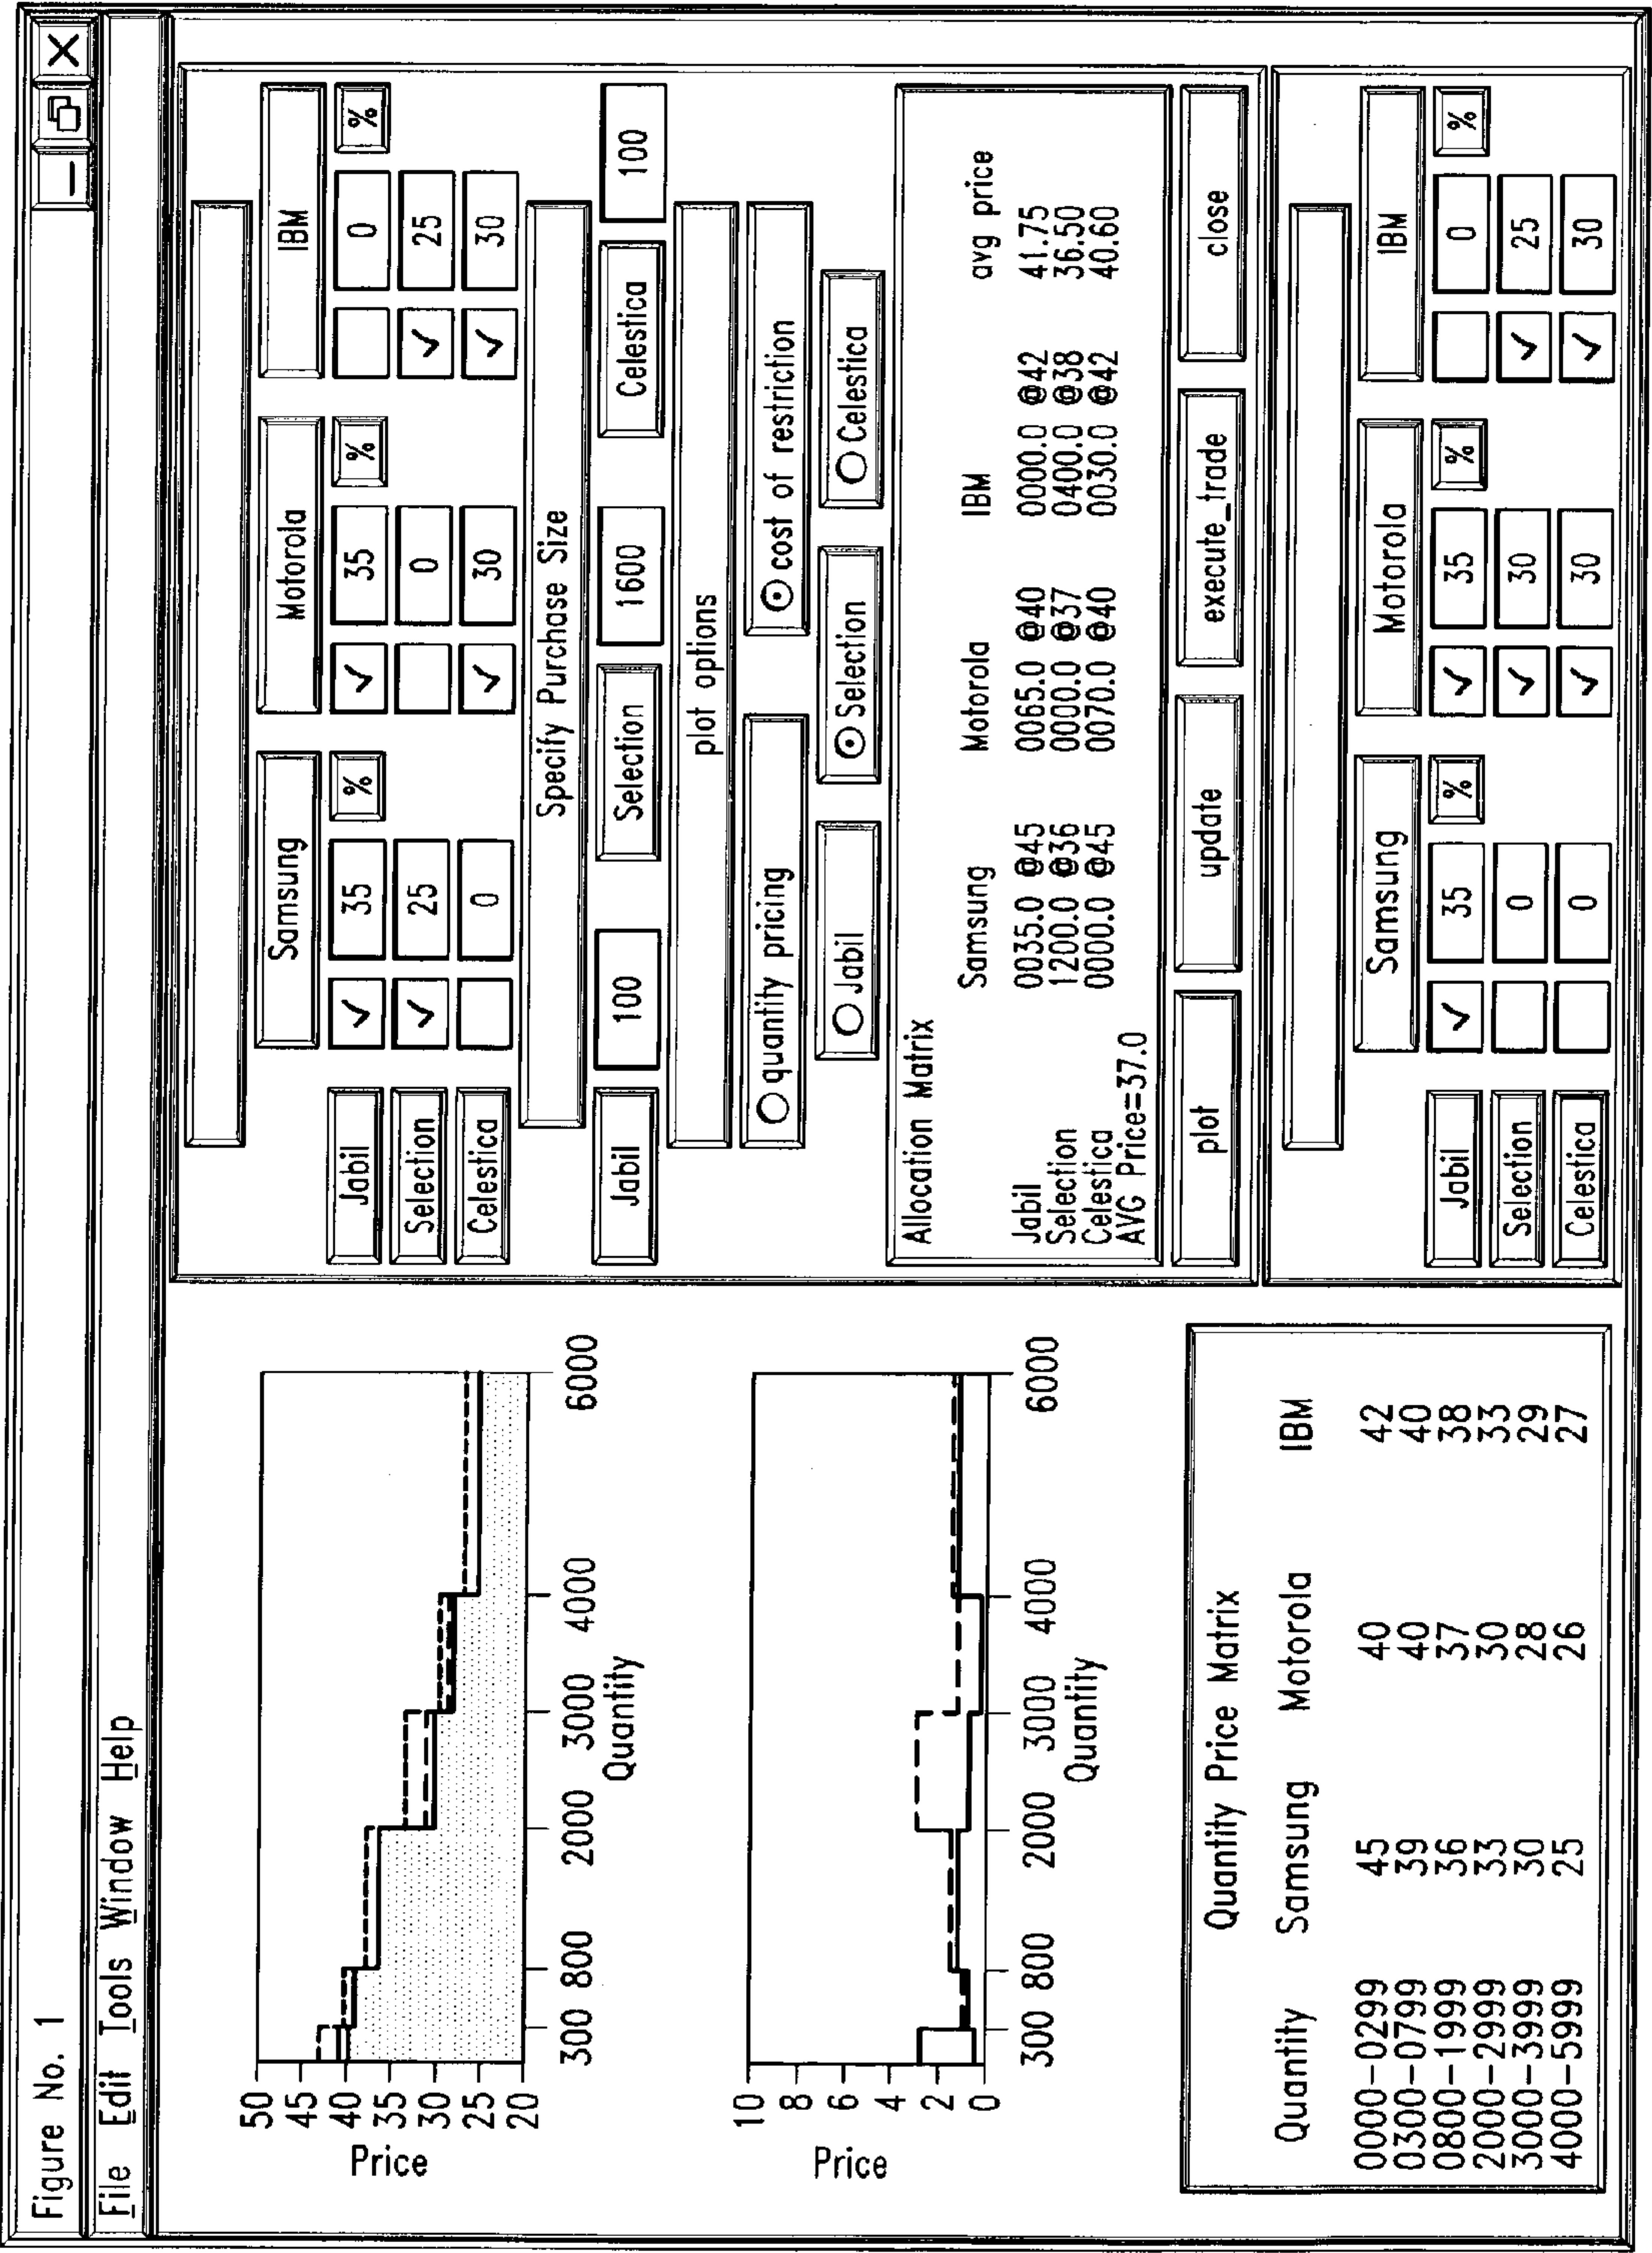 Figure No. 1
File Edit Tools Window Help
50
45
40
35
30
25
20
Price
300 800 2000 3000 4000 6000
Quantity
10
8
6
4
2
0
Price
300 800 2000 3000 4000 6000
Quantity
Quantity Price Matrix
Quantity Samsung Motorola IBM
0000-0299 45 40 42
0300-0799 39 40 40
0800-1999 36 37 38
2000-2999 33 30 33
3000-3999 30 28 29
4000-5999 25 26 27
Samsung Motorola IBM
Jabil 35 % 35 % 0 %
Selection 25 0 25
Celestica 0 30 30
Specify Purchase Size
Jabil 100 Selection 1600 Celestica 100
plot options
quantity pricing cost of restriction
Jabil Selection Celestica
Allocation Matrix
Samsung Motorola IBM avg price
Jabil 0035.0 @45 0065.0 @40 0000.0 @42 41.75
Selection 1200.0 @36 0000.0 @37 0400.0 @38 36.50
Celestica 0000.0 @45 0070.0 @40 0030.0 @42 40.60
AVG Price=37.0
plot update execute_trade close
Samsung Motorola IBM
Jabil 35 % 35 % 0 %
Selection 0 30 25
Celestica 0 30 30